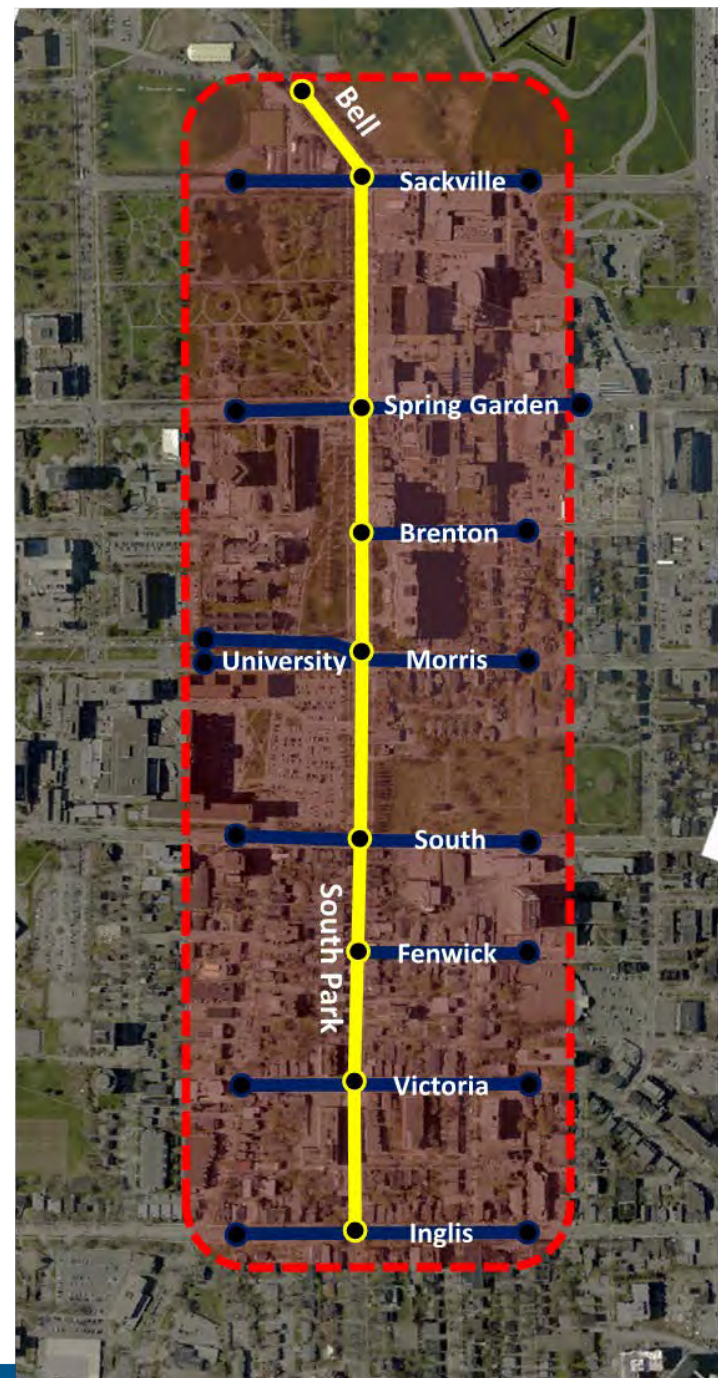 Bell
Sackville
Spring Garden
Brenton
University
Morris
South
South Park
Fenwick
Victoria
Inglis